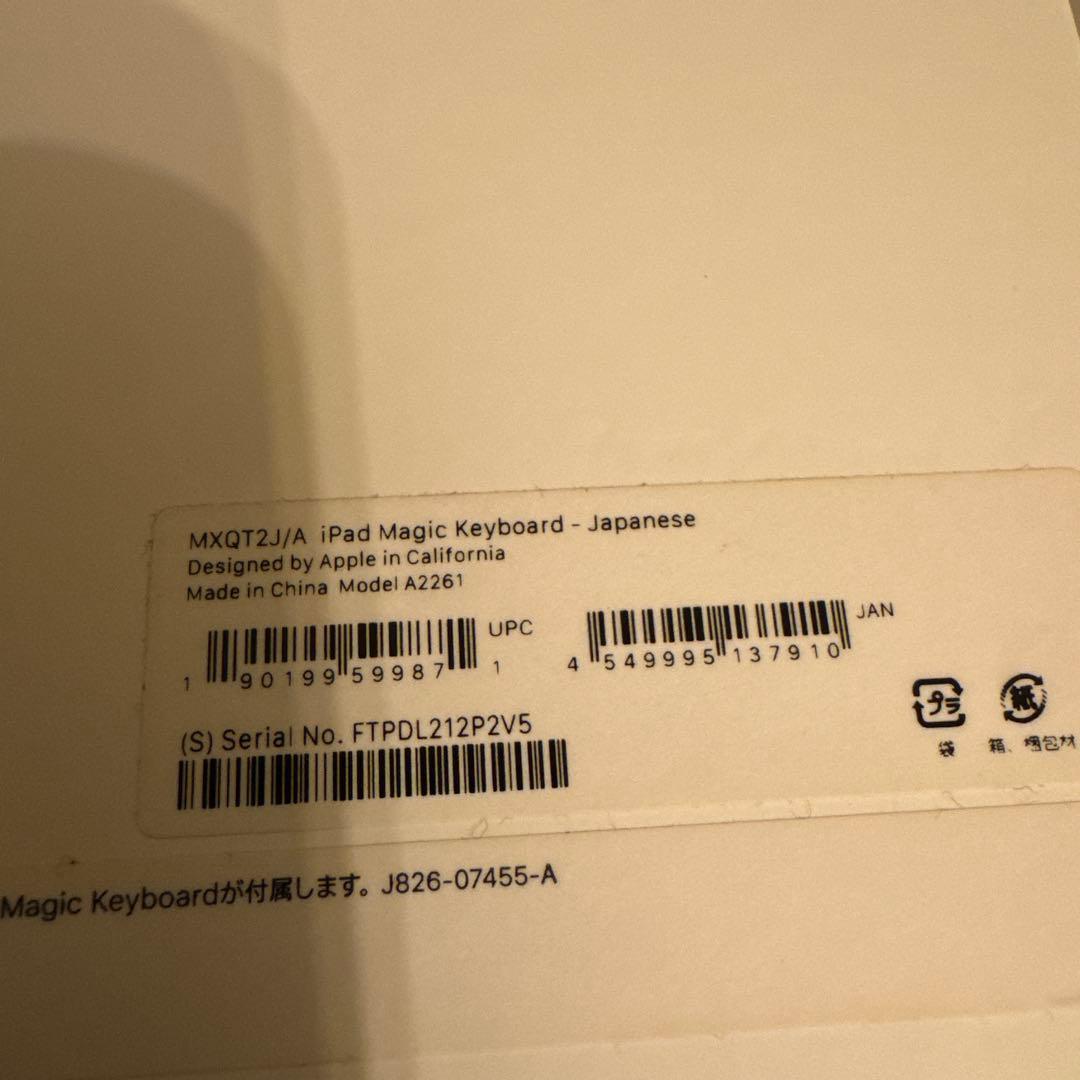 MXQT2J/A iPad Magic Keyboard - Japanese
Designed by Apple in California
Made in China Model A2261
UPC
1 90199 59987 1
JAN
4 549995 137910
(S) Serial No. FTPDL212P2V5
プラ
袋
紙
箱、梱包材
Magic Keyboardが付属します。J826-07455-A